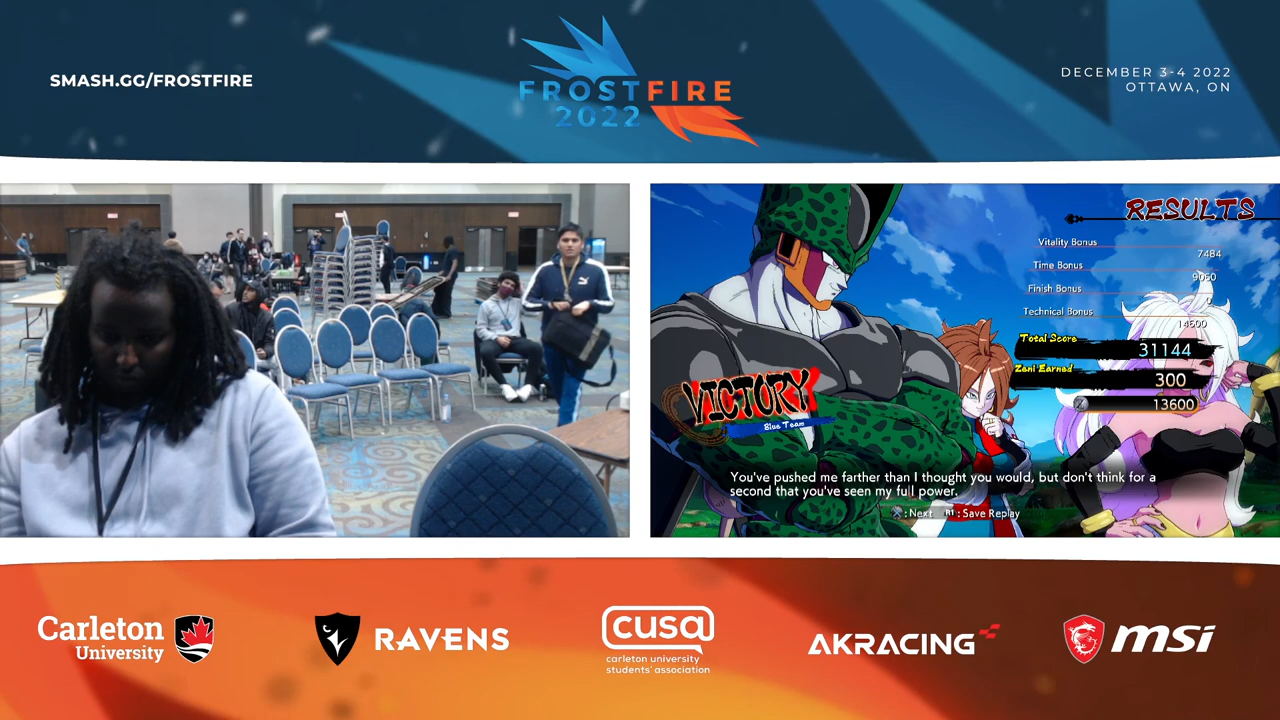 SMASH.GG/FROSTFIRE
FROSTFIRE
2022
DECEMBER 3-4 2022
OTTAWA, ON
RESULTS
Vitality Bonus
7484
Time Bonus
9060
Finish Bonus
0
Technical Bonus
14600
Total Score
31144
Zeni Earned
300
13600
VICTORY
Blue Team
You've pushed me farther than I thought you would, but don't think for a
second that you've seen my full power.
: Next R1 : Save Replay
Carleton
University
RAVENS
cusa
carleton university
students' association
AKRACING
msi